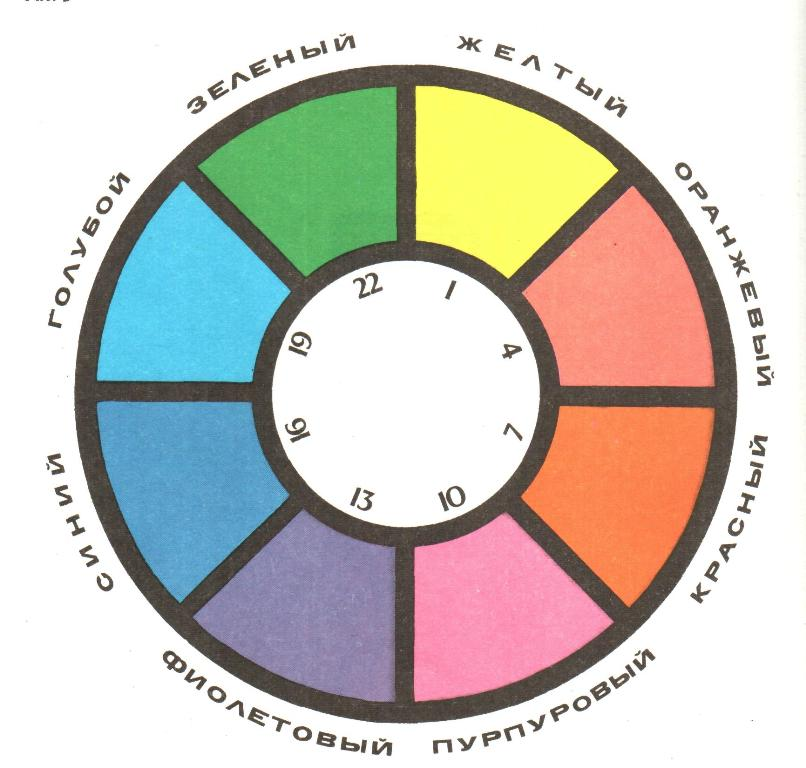 ЖЕЛТЫЙ
ОРАНЖЕВЫЙ
КРАСНЫЙ
ПУРПУРОВЫЙ
ФИОЛЕТОВЫЙ
СИНИЙ
ГОЛУБОЙ
ЗЕЛЕНЫЙ
1
4
7
10
13
16
19
22